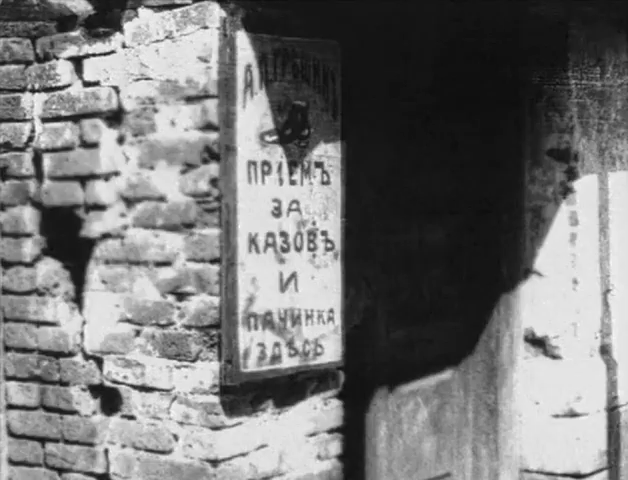 ПРІЕМЪ
ЗА
КАЗОВЪ
И
ПАЧИНКА
ЗДѢСЬ